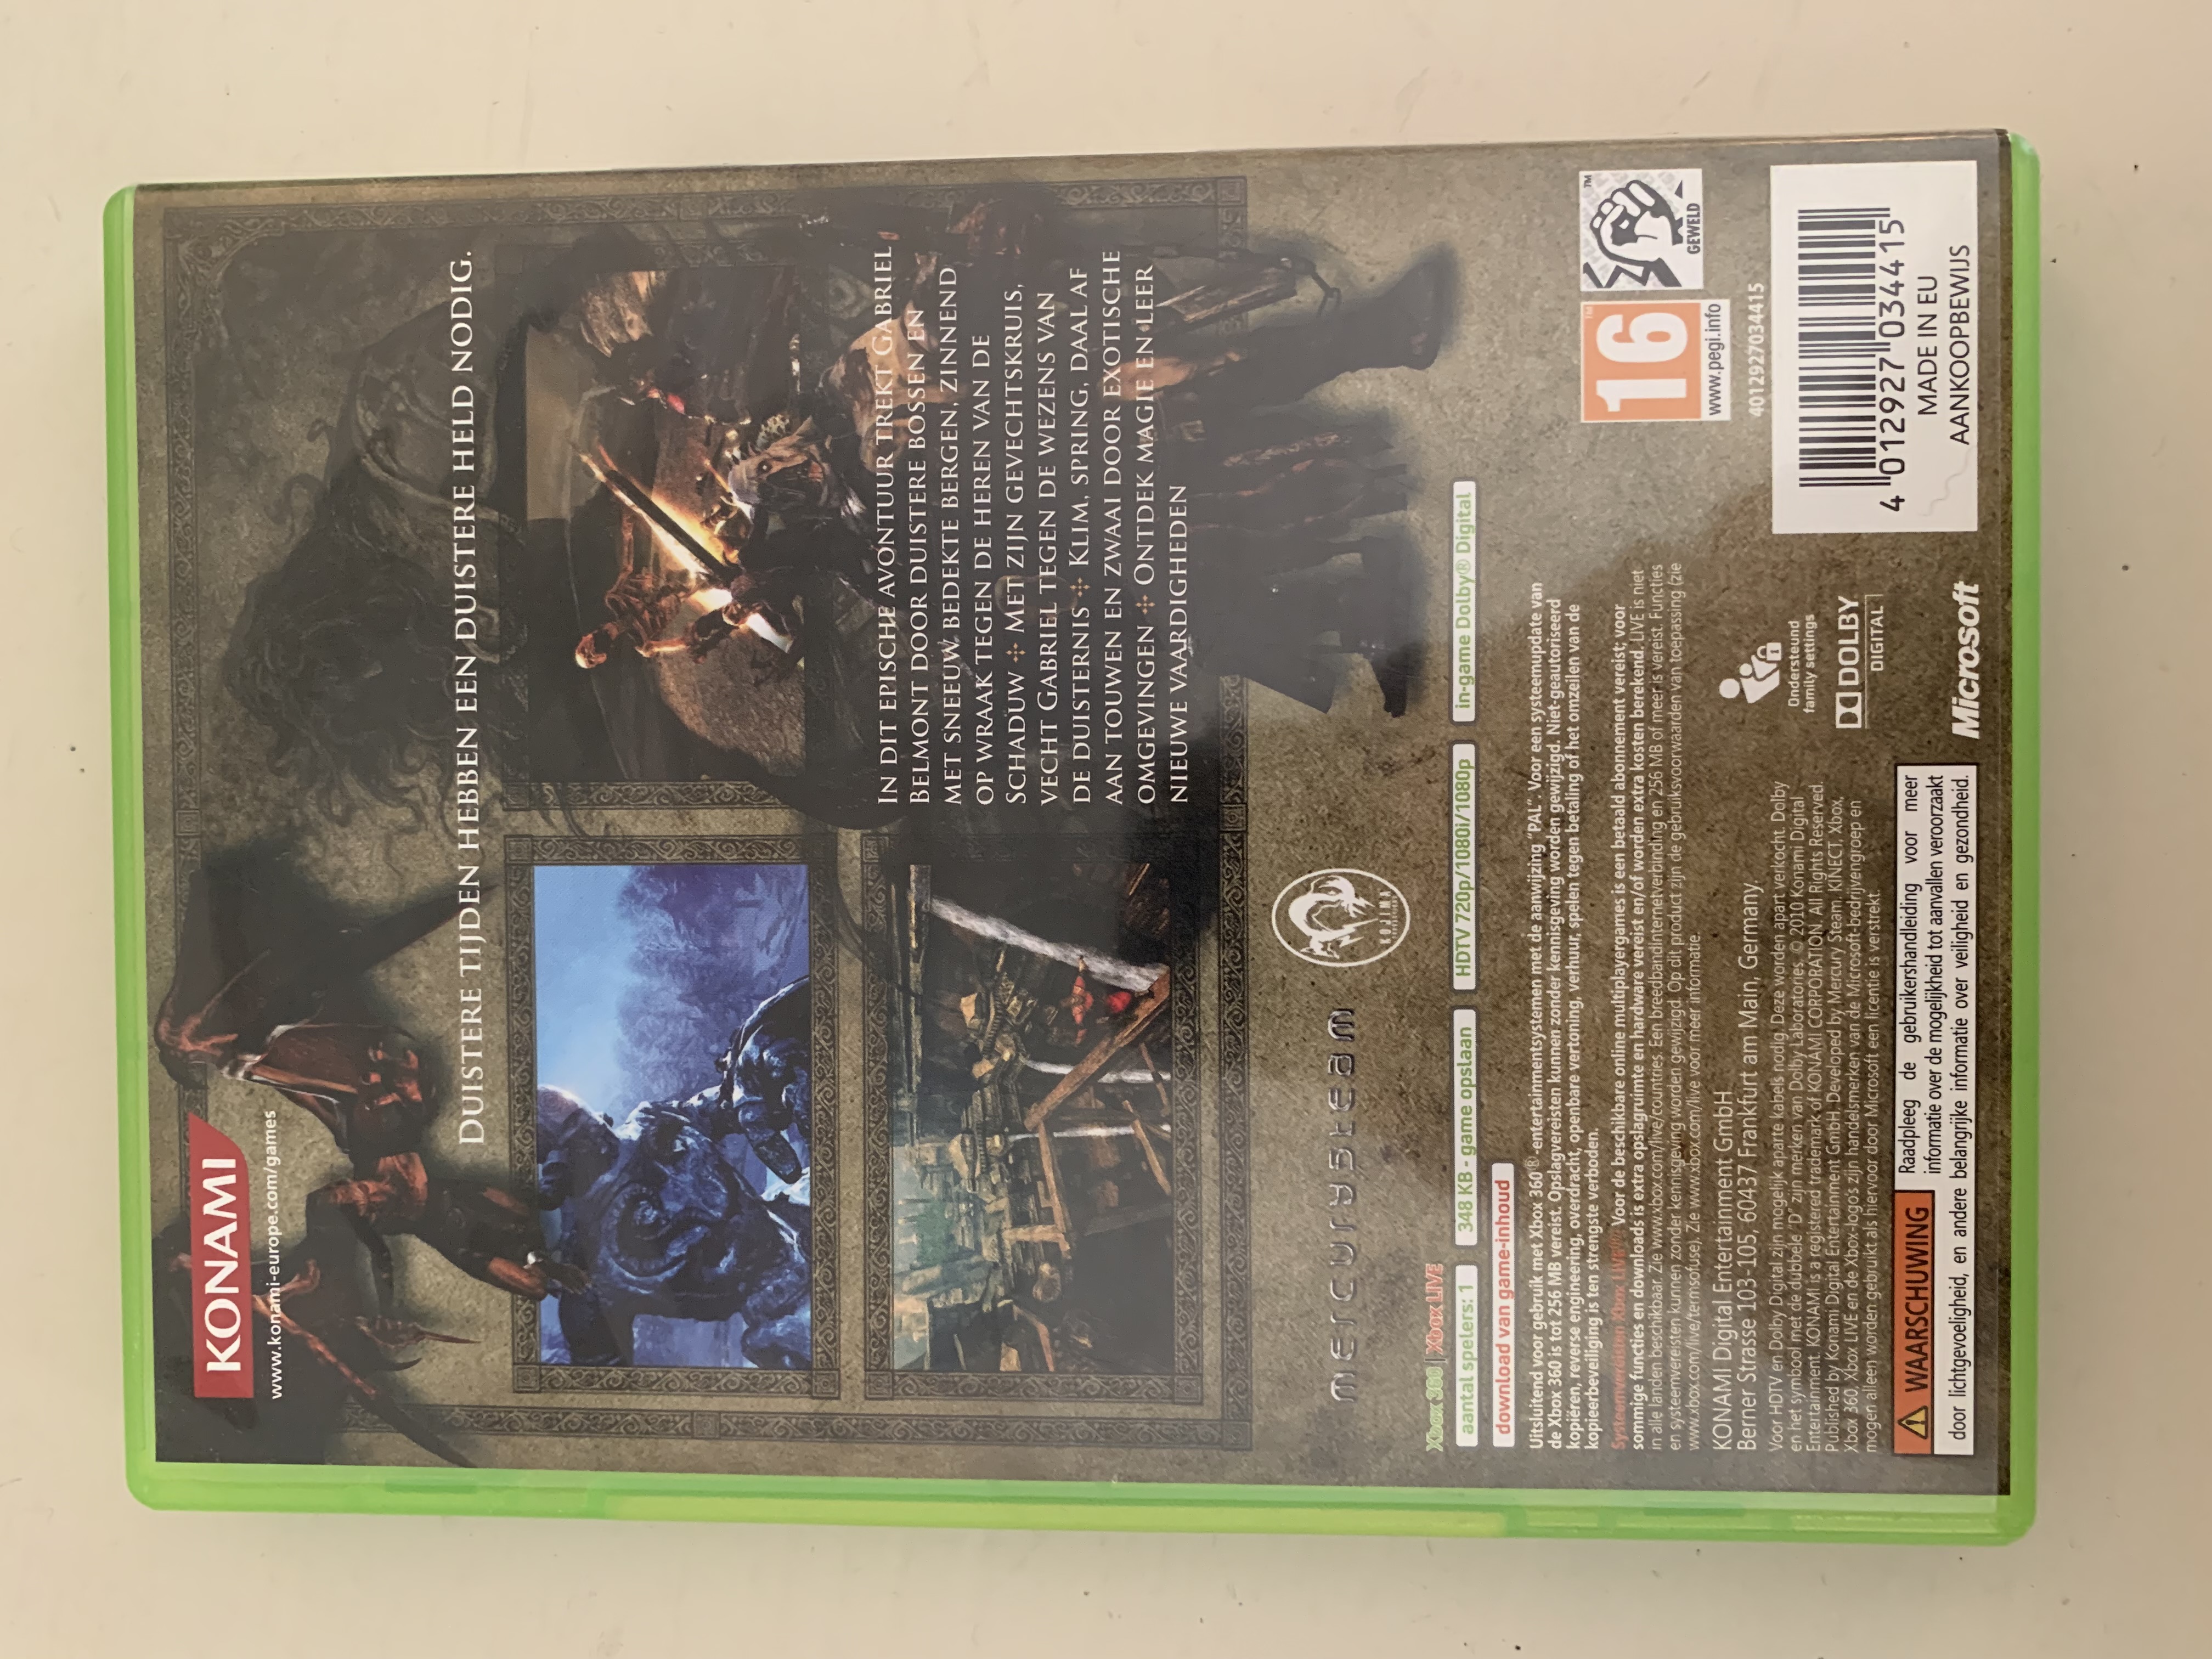 KONAMI
www.konami-europe.com/games
DUISTERE TIJDEN HEBBEN EEN DUISTERE HELD NODIG.
IN DIT EPISCHE AVONTUUR TREKT GABRIEL
BELMONT DOOR DUISTERE BOSSEN EN
MET SNEEUW BEDEKTE BERGEN, ZINNEND
OP WRAAK TEGEN DE HEREN VAN DE
SCHADUW ✣ MET ZIJN GEVECHTSKRUIS,
VECHT GABRIEL TEGEN DE WEZENS VAN
DE DUISTERNIS ✣ KLIM, SPRING, DAAL AF
AAN TOUWEN EN ZWAAI DOOR EXOTISCHE
OMGEVINGEN ✣ ONTDEK MAGIE EN LEER
NIEUWE VAARDIGHEDEN
mercurysteam
KOJIMA
PRODUCTIONS
Xbox 360 | Xbox LIVE
aantal spelers: 1
348 KB - game opslaan
HDTV 720p/1080i/1080p
in-game Dolby® Digital
download van game-inhoud
Uitsluitend voor gebruik met Xbox 360®-entertainmentsystemen met de aanwijzing “PAL”. Voor een systeemupdate van
de Xbox 360 is tot 256 MB vereist. Opslagvereisten kunnen zonder kennisgeving worden gewijzigd. Niet-geautoriseerd
kopiëren, reverse engineering, overdracht, openbare vertoning, verhuur, spelen tegen betaling of het omzeilen van de
kopieerbeveiliging is ten strengste verboden.
Systeemvereisten Xbox LIVE®: Voor de beschikbare online multiplayergames is een betaald abonnement vereist; voor
sommige functies en downloads is extra opslagruimte en hardware vereist en/of worden extra kosten berekend. LIVE is niet
in alle landen beschikbaar. Zie www.xbox.com/live/countries. Een breedbandinternetverbinding en 256 MB of meer is vereist. Functies
en systeemvereisten kunnen zonder kennisgeving worden gewijzigd. Op dit product zijn de gebruiksvoorwaarden van toepassing (zie
www.xbox.com/live/termsofuse). Zie www.xbox.com/live voor meer informatie.
KONAMI Digital Entertainment GmbH
Berner Strasse 103-105, 60437 Frankfurt am Main, Germany.
Voor HDTV en Dolby Digital zijn mogelijk aparte kabels nodig. Deze worden apart verkocht. Dolby
en het symbool met de dubbele “D” zijn merken van Dolby Laboratories. © 2010 Konami Digital
Entertainment. KONAMI is a registered trademark of KONAMI CORPORATION. All Rights Reserved.
Published by Konami Digital Entertainment GmbH. Developed by Mercury Steam. KINECT, Xbox,
Xbox 360, Xbox LIVE en de Xbox-logo's zijn handelsmerken van de Microsoft-bedrijvengroep en
mogen alleen worden gebruikt als hiervoor door Microsoft een licentie is verstrekt.
WAARSCHUWING
Raadpleeg de gebruikershandleiding voor meer
informatie over de mogelijkheid tot aanvallen veroorzaakt
door lichtgevoeligheid, en andere belangrijke informatie over veiligheid en gezondheid.
Ondersteund
family settings
DOLBY
DIGITAL
Microsoft
16 ™
www.pegi.info
™
GEWELD
4012927034415
4 012927 034415
MADE IN EU
AANKOOPBEWIJS